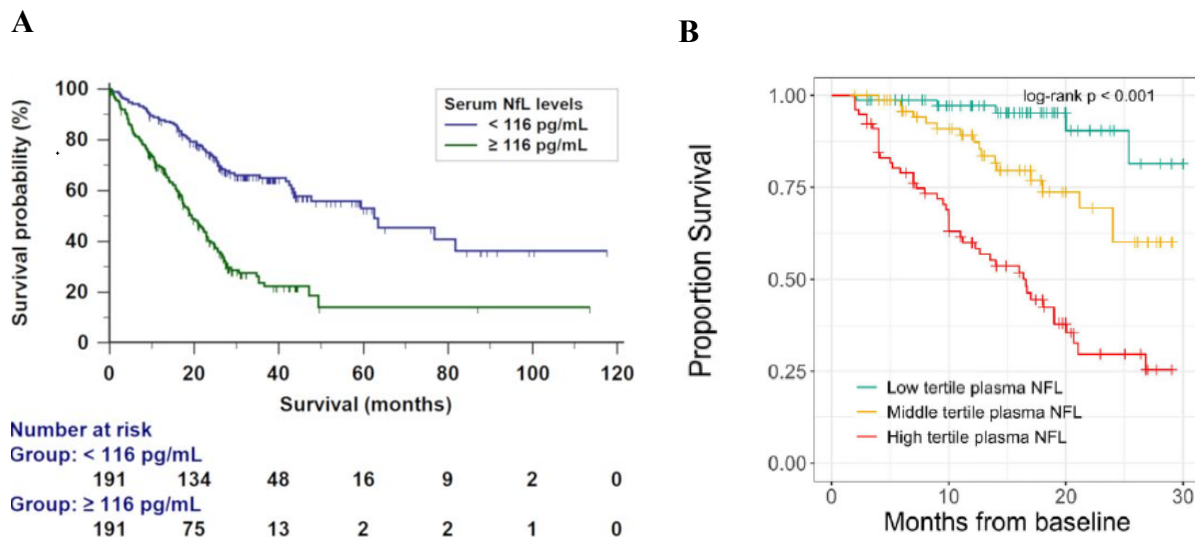 A
Survival probability (%)
100
80
60
40
20
0
Serum NfL levels
< 116 pg/mL
≥ 116 pg/mL
0 20 40 60 80 100 120
Survival (months)
Number at risk
Group: < 116 pg/mL
191 134 48 16 9 2 0
Group: ≥ 116 pg/mL
191 75 13 2 2 1 0
B
Proportion Survival
1.00
0.75
0.50
0.25
0.00
log-rank p < 0.001
Low tertile plasma NFL
Middle tertile plasma NFL
High tertile plasma NFL
0 10 20 30
Months from baseline